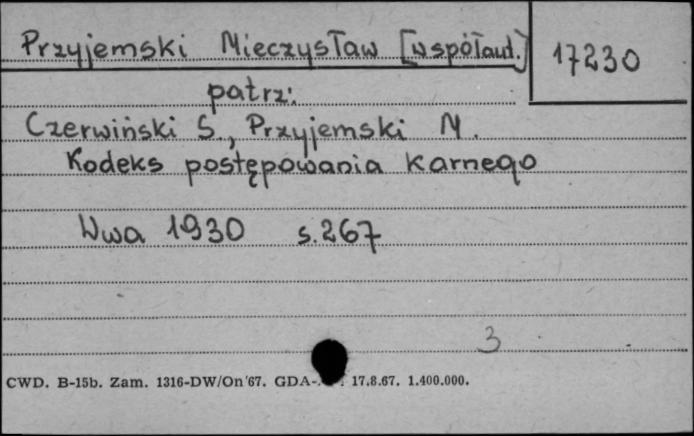 Przyjemski Mieczysław [współaut.]
17230
patrz:
Czerwiński S., Przyjemski M.
Kodeks postępowania karnego
Wwa 1930 s.267
3
CWD. B-15b. Zam. 1316-DW/On'67. GDA- 17.8.67. 1.400.000.